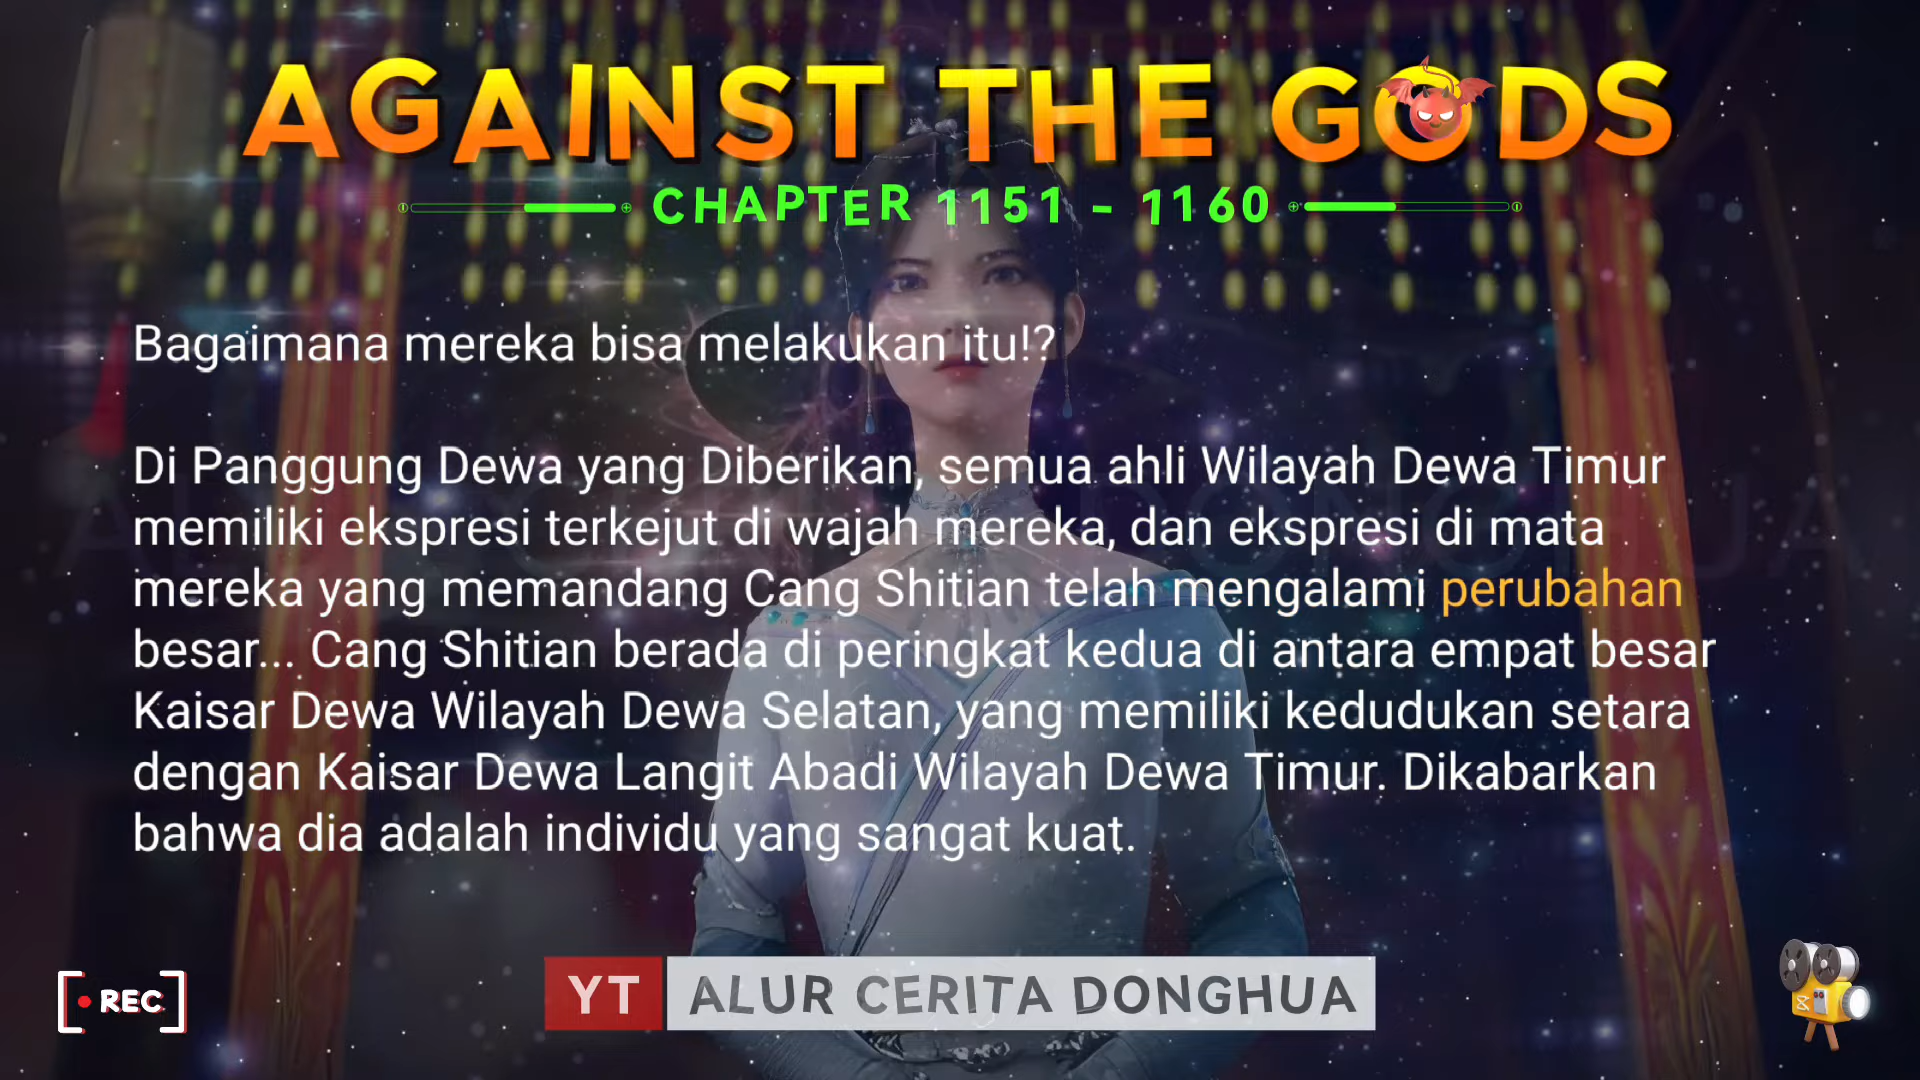 AGAINST THE GODS
CHAPTER 1151 - 1160
Bagaimana mereka bisa melakukan itu!?
Di Panggung Dewa yang Diberikan, semua ahli Wilayah Dewa Timur
memiliki ekspresi terkejut di wajah mereka, dan ekspresi di mata
mereka yang memandang Cang Shitian telah mengalami perubahan
besar... Cang Shitian berada di peringkat kedua di antara empat besar
Kaisar Dewa Wilayah Dewa Selatan, yang memiliki kedudukan setara
dengan Kaisar Dewa Langit Abadi Wilayah Dewa Timur. Dikabarkan
bahwa dia adalah individu yang sangat kuat.
REC
YT ALUR CERITA DONGHUA